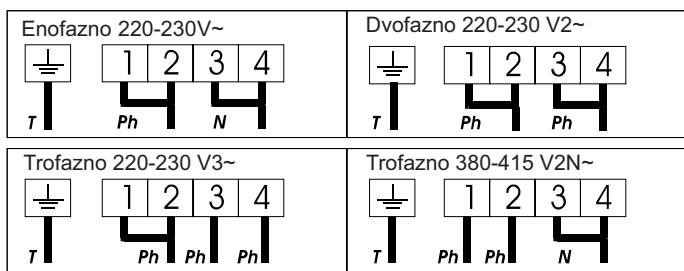 Enofazno 220-230V~
1 2 3 4
T Ph N
Dvofazno 220-230 V2~
1 2 3 4
T Ph Ph
Trofazno 220-230 V3~
1 2 3 4
T Ph Ph Ph
Trofazno 380-415 V2N~
1 2 3 4
T Ph Ph N